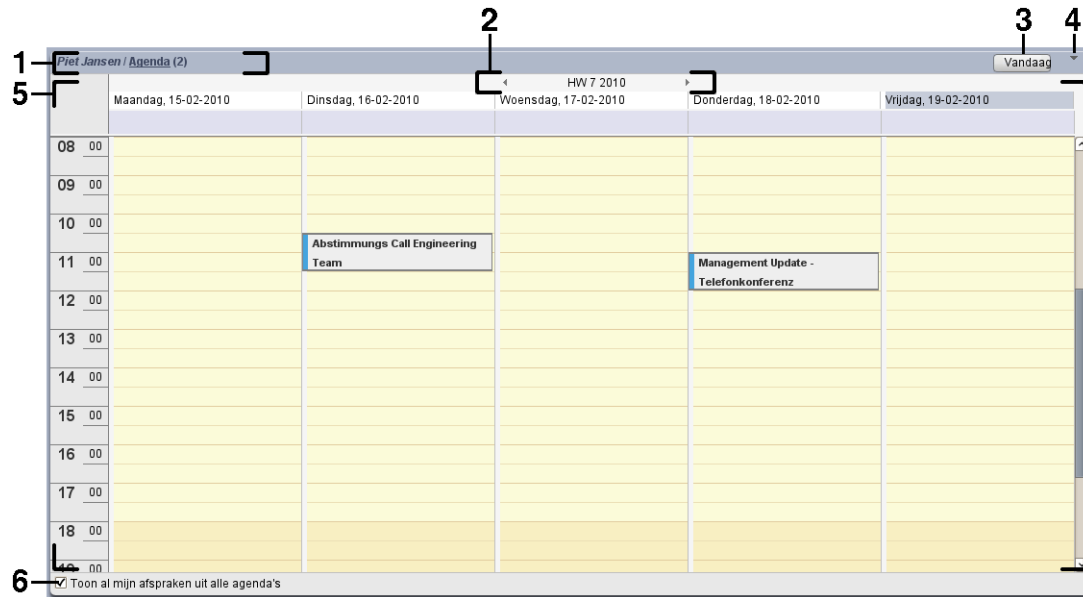 2
3
4
1
Piet Jansen / Agenda (2)
Vandaag
5
HW 7 2010
Maandag, 15-02-2010
Dinsdag, 16-02-2010
Woensdag, 17-02-2010
Donderdag, 18-02-2010
Vrijdag, 19-02-2010
08 00
09 00
10 00
Abstimmungs Call Engineering
Team
11 00
Management Update -
Telefonkonferenz
12 00
13 00
14 00
15 00
16 00
17 00
18 00
19 00
6
Toon al mijn afspraken uit alle agenda's